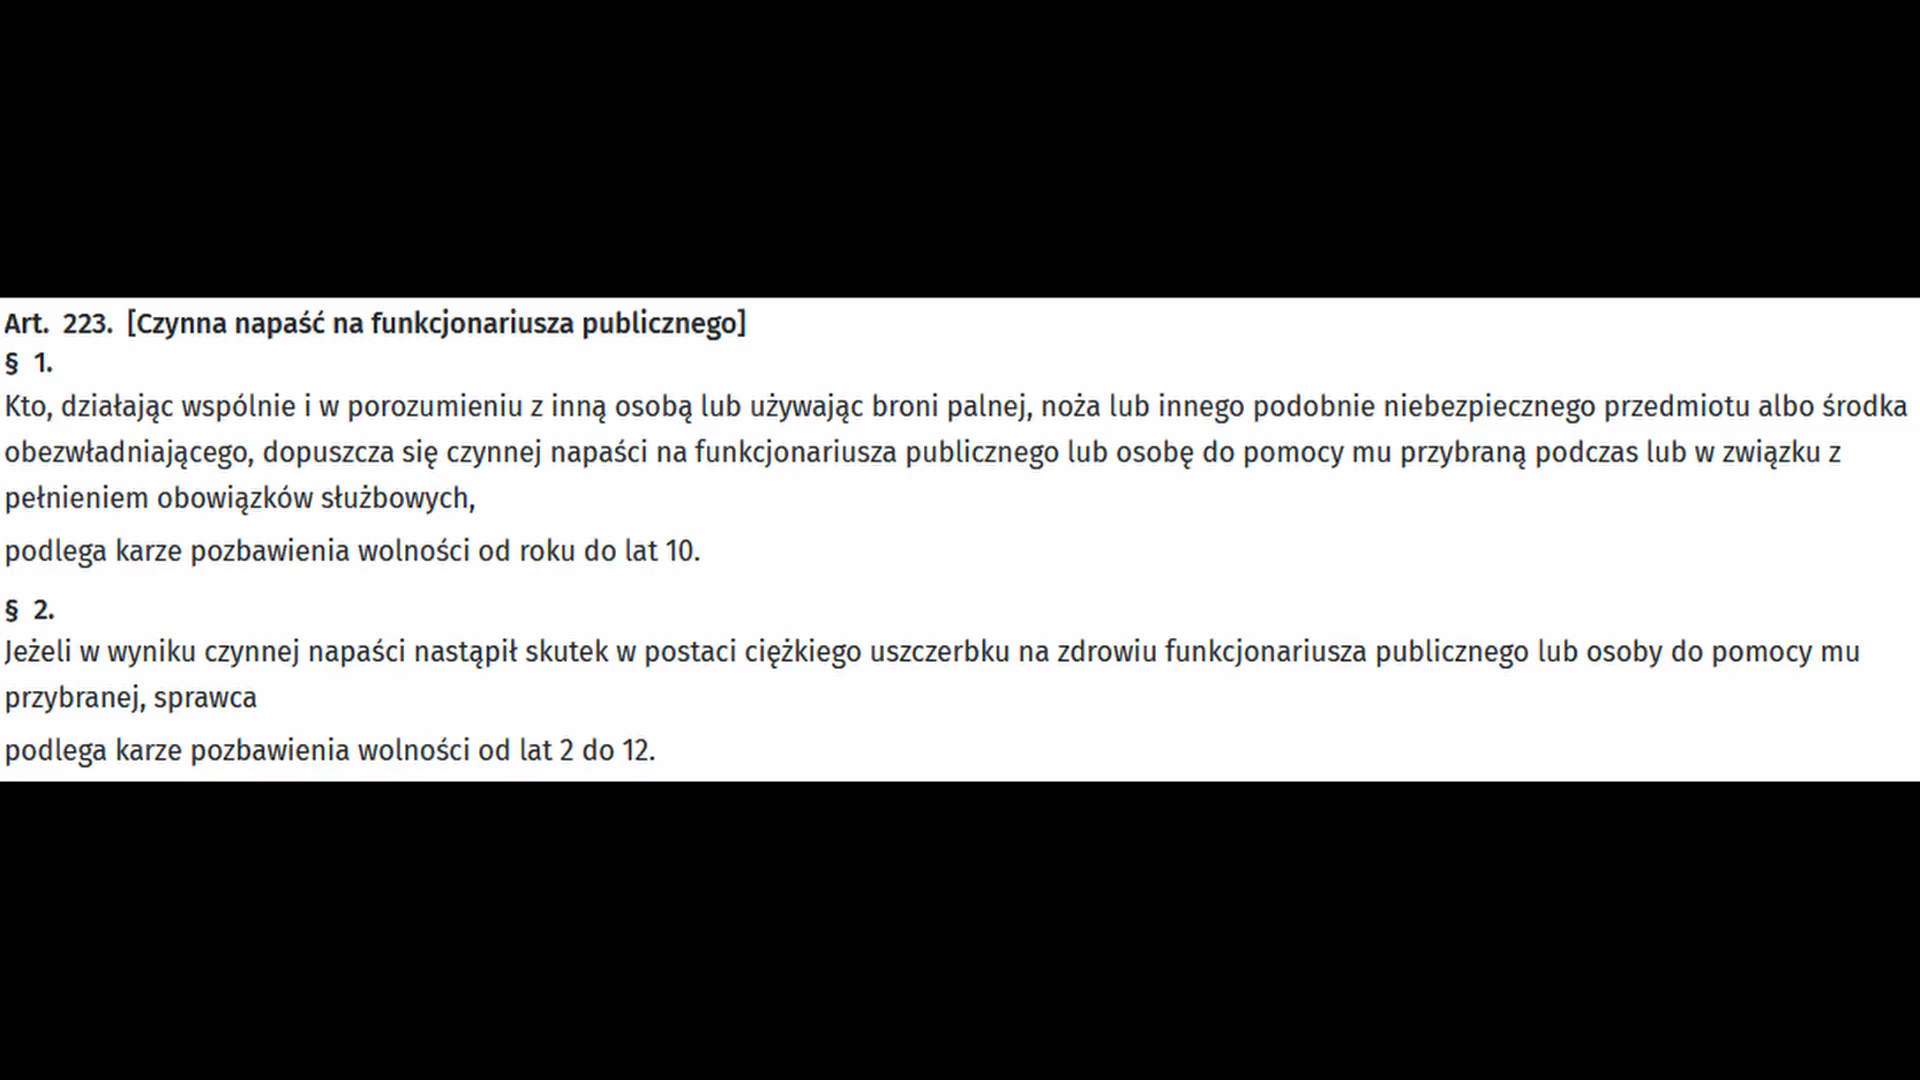 Art. 223. [Czynna napaść na funkcjonariusza publicznego]
§ 1.
Kto, działając wspólnie i w porozumieniu z inną osobą lub używając broni palnej, noża lub innego podobnie niebezpiecznego przedmiotu albo środka
obezwładniającego, dopuszcza się czynnej napaści na funkcjonariusza publicznego lub osobę do pomocy mu przybraną podczas lub w związku z
pełnieniem obowiązków służbowych,
podlega karze pozbawienia wolności od roku do lat 10.
§ 2.
Jeżeli w wyniku czynnej napaści nastąpił skutek w postaci ciężkiego uszczerbku na zdrowiu funkcjonariusza publicznego lub osoby do pomocy mu
przybranej, sprawca
podlega karze pozbawienia wolności od lat 2 do 12.